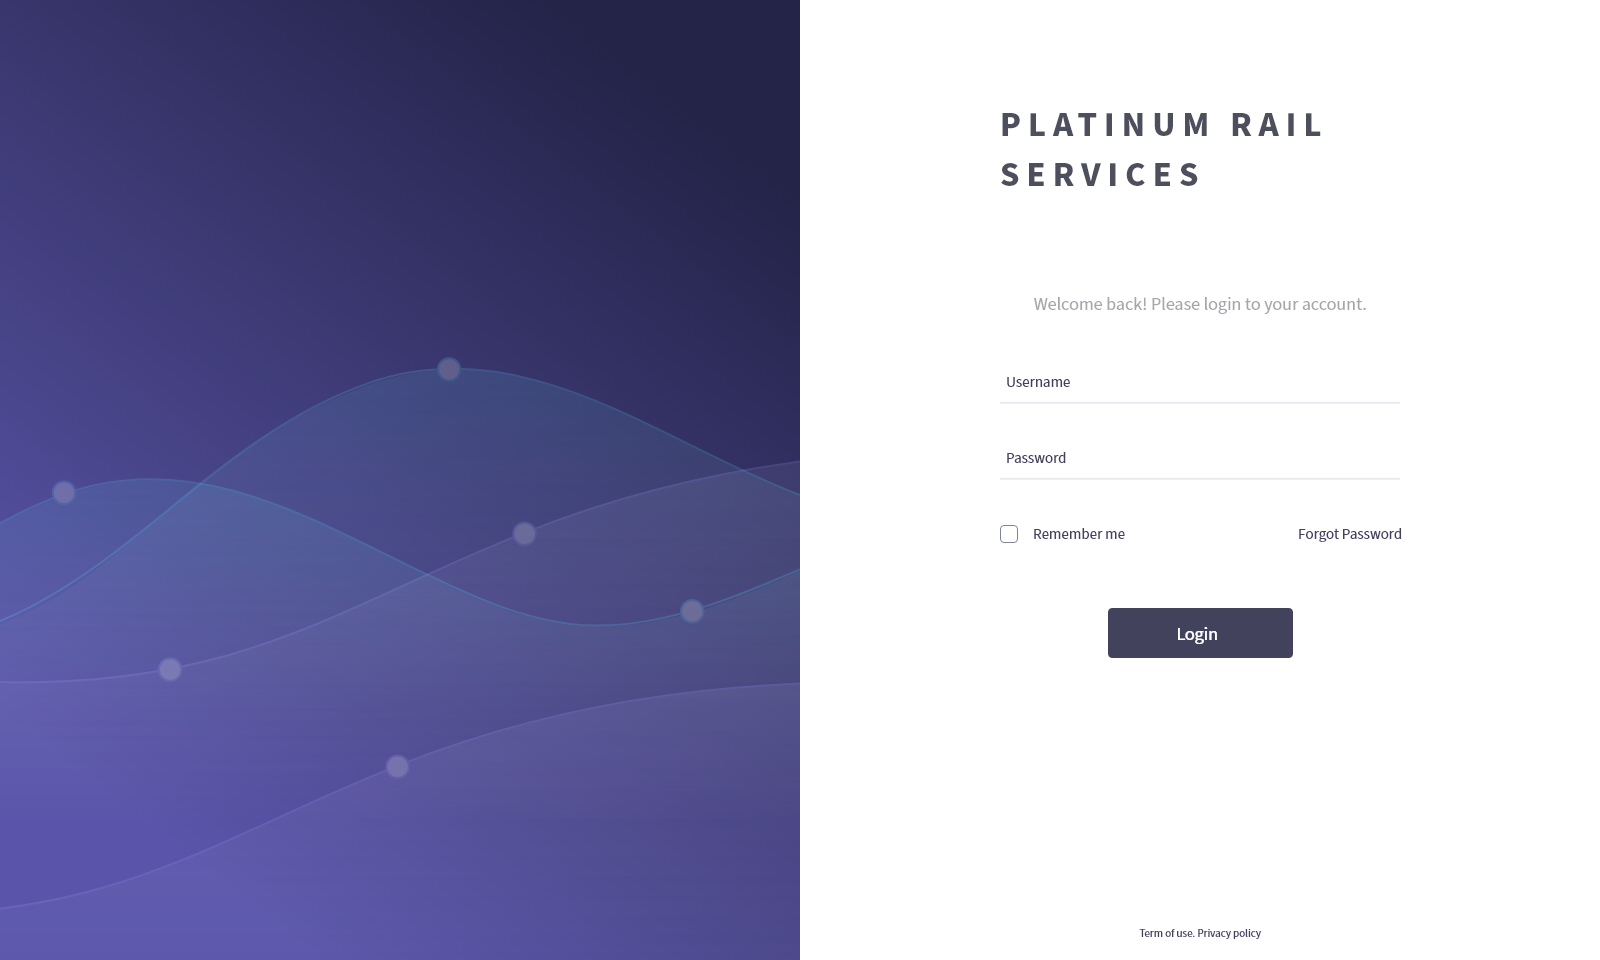 PLATINUM RAIL
SERVICES
Welcome back! Please login to your account.
Username
Password
Remember me
Forgot Password
Login
Term of use. Privacy policy